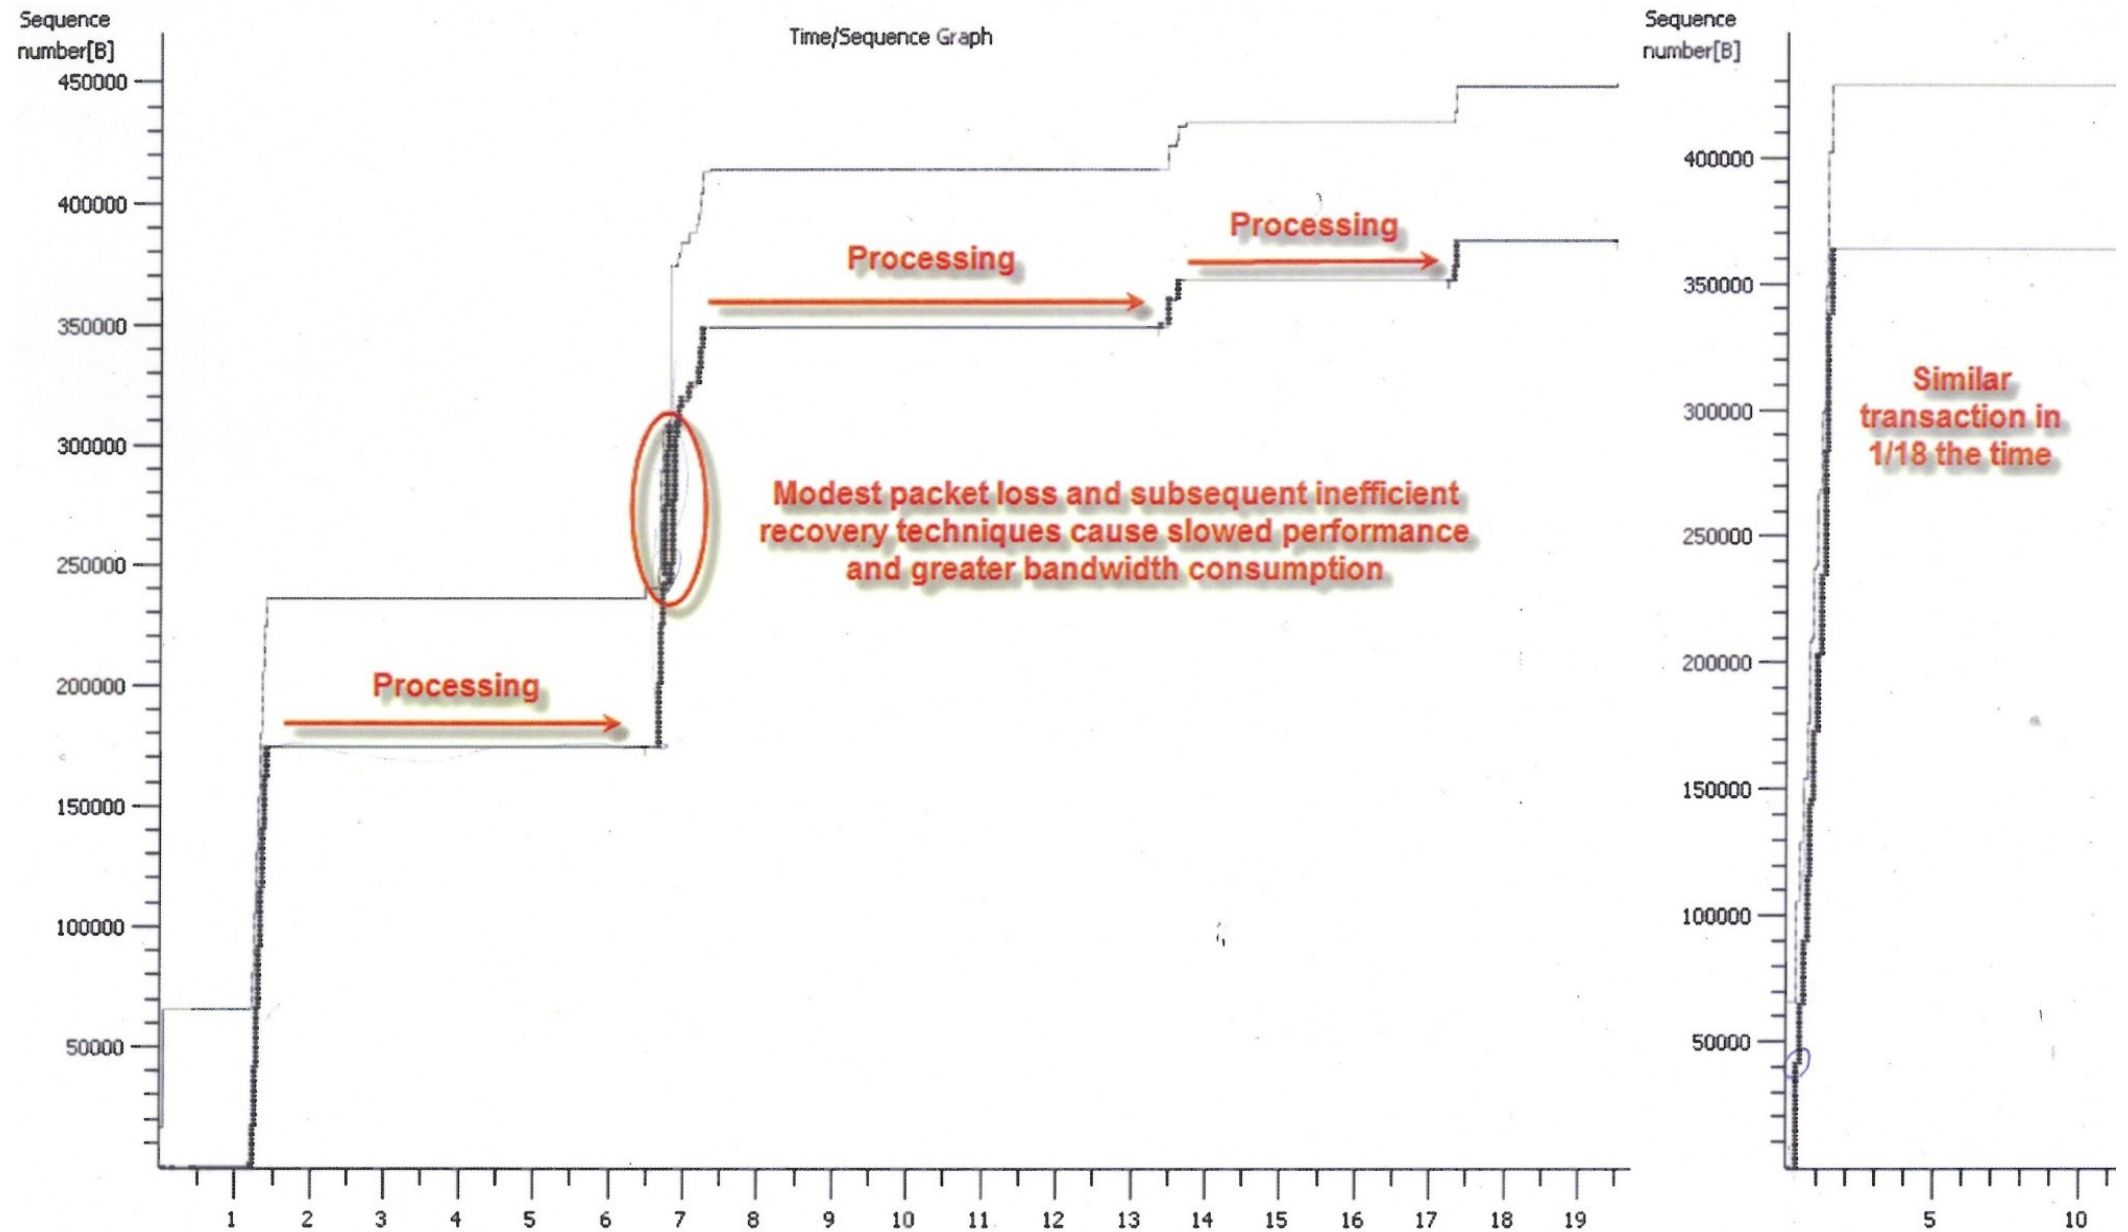 Sequence
number[B]
Time/Sequence Graph
450000
400000
350000
300000
250000
200000
150000
100000
50000
Processing
Processing
Processing
Modest packet loss and subsequent inefficient
recovery techniques cause slowed performance
and greater bandwidth consumption
1 2 3 4 5 6 7 8 9 10 11 12 13 14 15 16 17 18 19
Sequence
number[B]
400000
350000
300000
250000
200000
150000
100000
50000
Similar
transaction in
1/18 the time
5 10